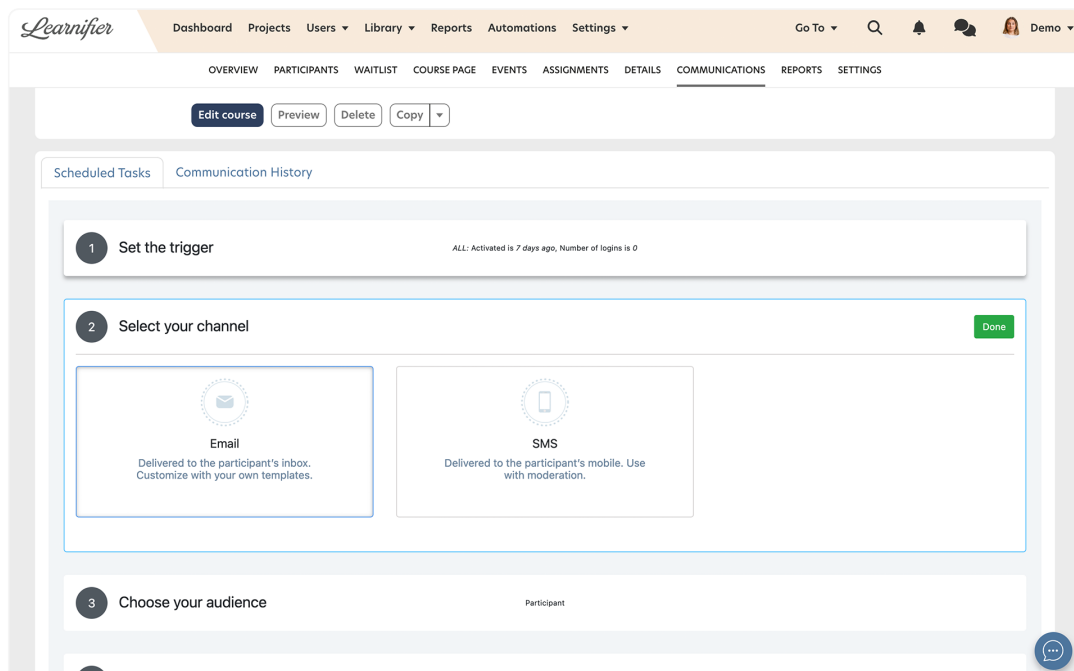 Learnifier
Dashboard Projects Users Library Reports Automations Settings Go To Demo
OVERVIEW PARTICIPANTS WAITLIST COURSE PAGE EVENTS ASSIGNMENTS DETAILS COMMUNICATIONS REPORTS SETTINGS
Edit course Preview Delete Copy
Scheduled Tasks Communication History
1 Set the trigger ALL: Activated is 7 days ago, Number of logins is 0
2 Select your channel Done
Email
Delivered to the participant's inbox.
Customize with your own templates.
SMS
Delivered to the participant's mobile. Use
with moderation.
3 Choose your audience Participant